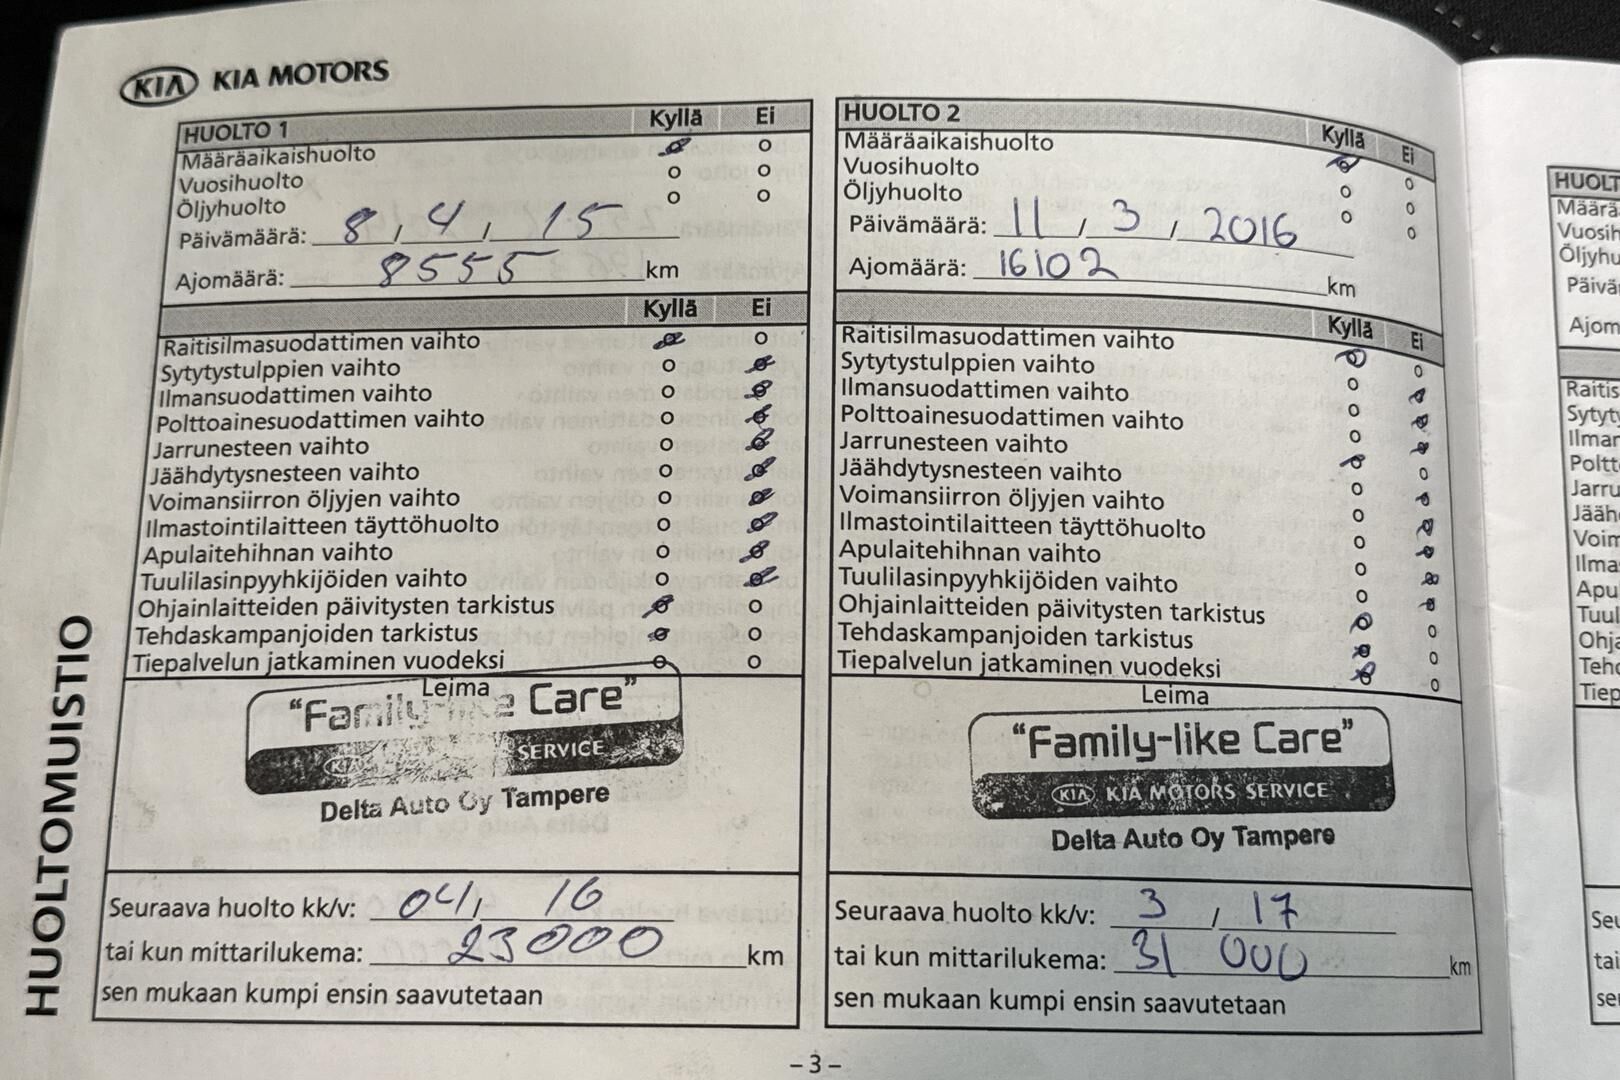 KIA KIA MOTORS
HUOLTO 1 Kyllä Ei
Määräaikaishuolto
Vuosihuolto
Öljyhuolto
Päivämäärä: 8 / 4 / 15
Ajomäärä: 8555 km
Kyllä Ei
Raitisilmasuodattimen vaihto
Sytytystulppien vaihto
Ilmansuodattimen vaihto
Polttoainesuodattimen vaihto
Jarrunesteen vaihto
Jäähdytysnesteen vaihto
Voimansiirron öljyjen vaihto
Ilmastointilaitteen täyttöhuolto
Apulaitehihnan vaihto
Tuulilasinpyyhkijöiden vaihto
Ohjainlaitteiden päivitysten tarkistus
Tehdaskampanjoiden tarkistus
Tiepalvelun jatkaminen vuodeksi
Leima
"Family-like Care"
KIA SERVICE
Delta Auto Oy Tampere
Seuraava huolto kk/v: 04 / 16
tai kun mittarilukema: 23000 km
sen mukaan kumpi ensin saavutetaan
HUOLTO 2 Kyllä Ei
Määräaikaishuolto
Vuosihuolto
Öljyhuolto
Päivämäärä: 11 / 3 / 2016
Ajomäärä: 16102 km
Kyllä Ei
Raitisilmasuodattimen vaihto
Sytytystulppien vaihto
Ilmansuodattimen vaihto
Polttoainesuodattimen vaihto
Jarrunesteen vaihto
Jäähdytysnesteen vaihto
Voimansiirron öljyjen vaihto
Ilmastointilaitteen täyttöhuolto
Apulaitehihnan vaihto
Tuulilasinpyyhkijöiden vaihto
Ohjainlaitteiden päivitysten tarkistus
Tehdaskampanjoiden tarkistus
Tiepalvelun jatkaminen vuodeksi
Leima
"Family-like Care"
KIA KIA MOTORS SERVICE
Delta Auto Oy Tampere
Seuraava huolto kk/v: 3 / 17
tai kun mittarilukema: 31 000 km
sen mukaan kumpi ensin saavutetaan
HUOLTOMUISTIO
- 3 -